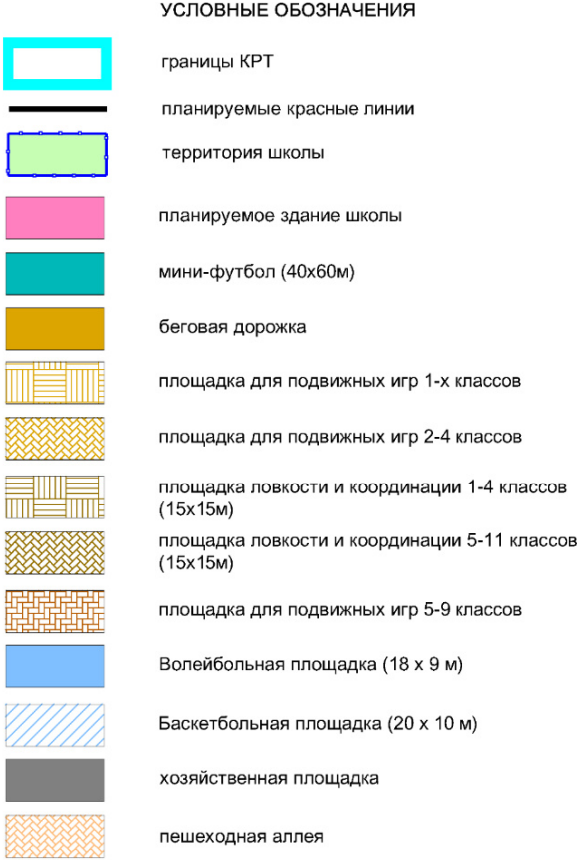 УСЛОВНЫЕ ОБОЗНАЧЕНИЯ
границы КРТ
планируемые красные линии
территория школы
планируемое здание школы
мини-футбол (40х60м)
беговая дорожка
площадка для подвижных игр 1-х классов
площадка для подвижных игр 2-4 классов
площадка ловкости и координации 1-4 классов
(15х15м)
площадка ловкости и координации 5-11 классов
(15х15м)
площадка для подвижных игр 5-9 классов
Волейбольная площадка (18 х 9 м)
Баскетбольная площадка (20 х 10 м)
хозяйственная площадка
пешеходная аллея